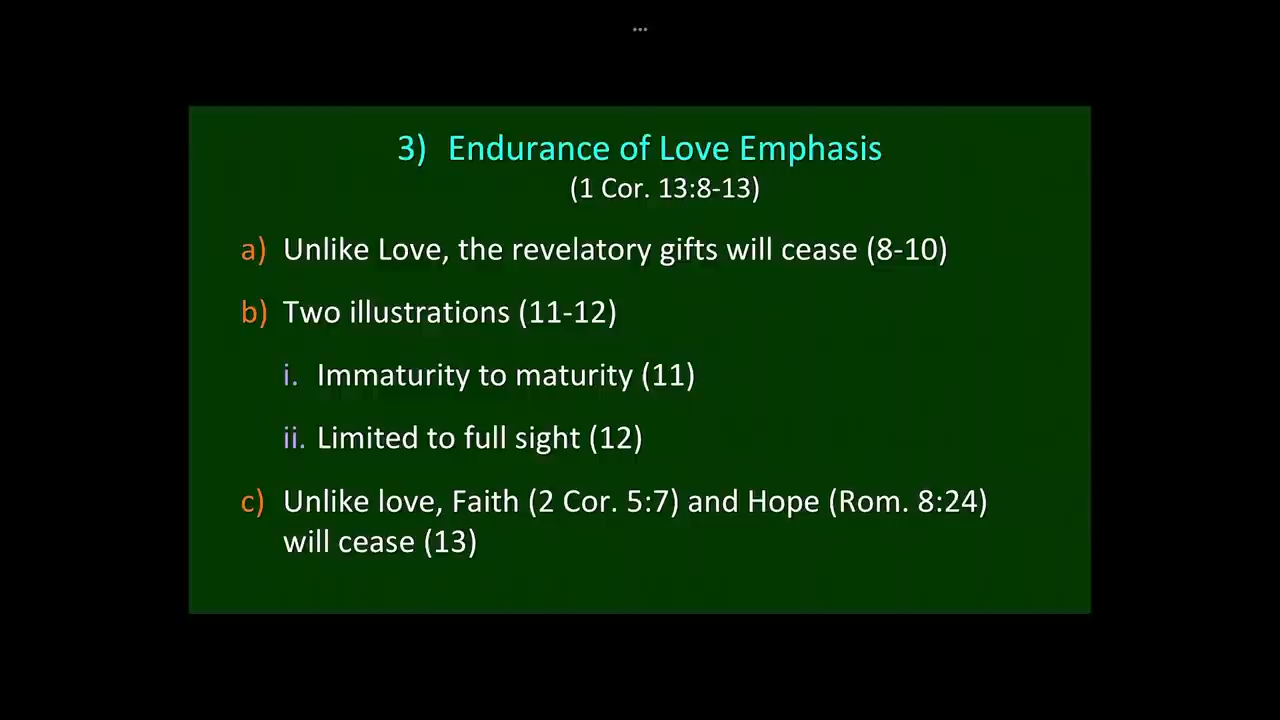 3) Endurance of Love Emphasis
(1 Cor. 13:8-13)
a) Unlike Love, the revelatory gifts will cease (8-10)
b) Two illustrations (11-12)
i. Immaturity to maturity (11)
ii. Limited to full sight (12)
c) Unlike love, Faith (2 Cor. 5:7) and Hope (Rom. 8:24)
will cease (13)